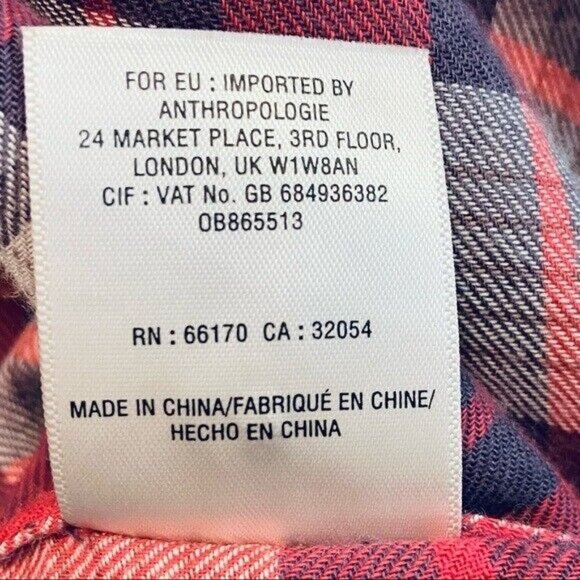 FOR EU : IMPORTED BY
ANTHROPOLOGIE
24 MARKET PLACE, 3RD FLOOR,
LONDON, UK W1W8AN
CIF : VAT No. GB 684936382
OB865513
RN : 66170 CA : 32054
MADE IN CHINA/FABRIQUÉ EN CHINE/
HECHO EN CHINA